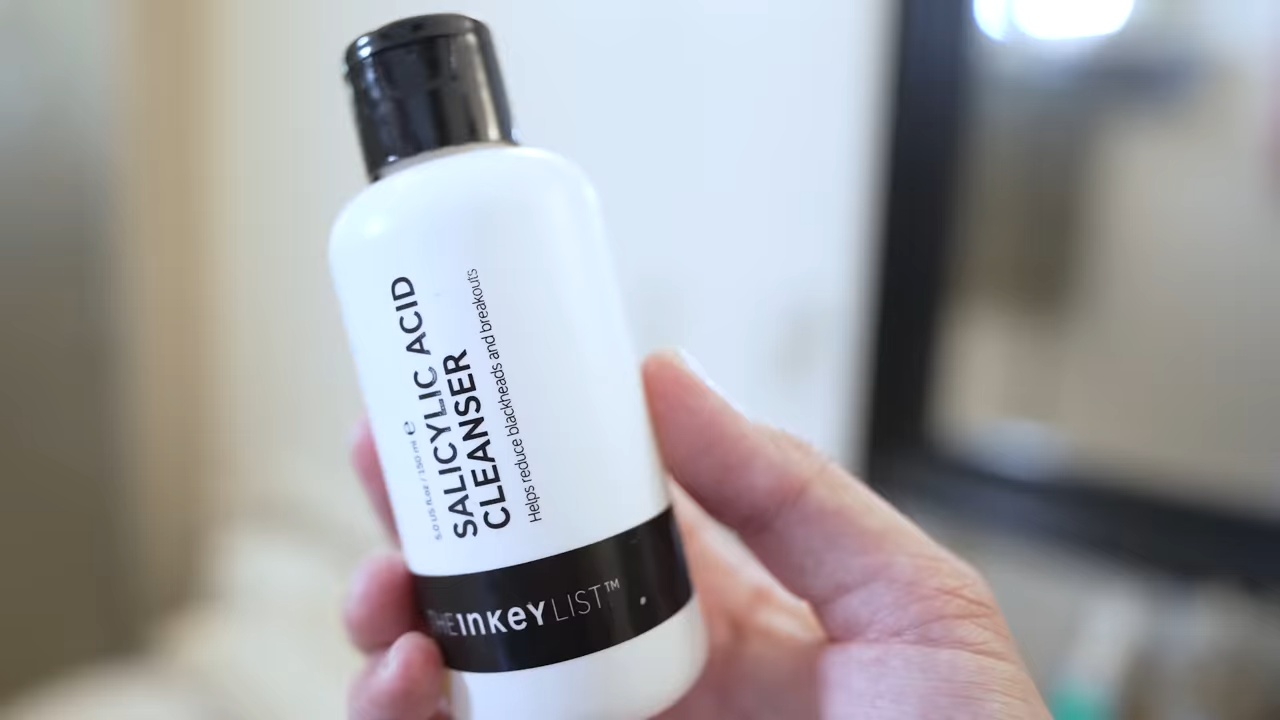 5.0 US fl.oz / 150 ml e
SALICYLIC ACID
CLEANSER
Helps reduce blackheads and breakouts
THE INKEY LIST™